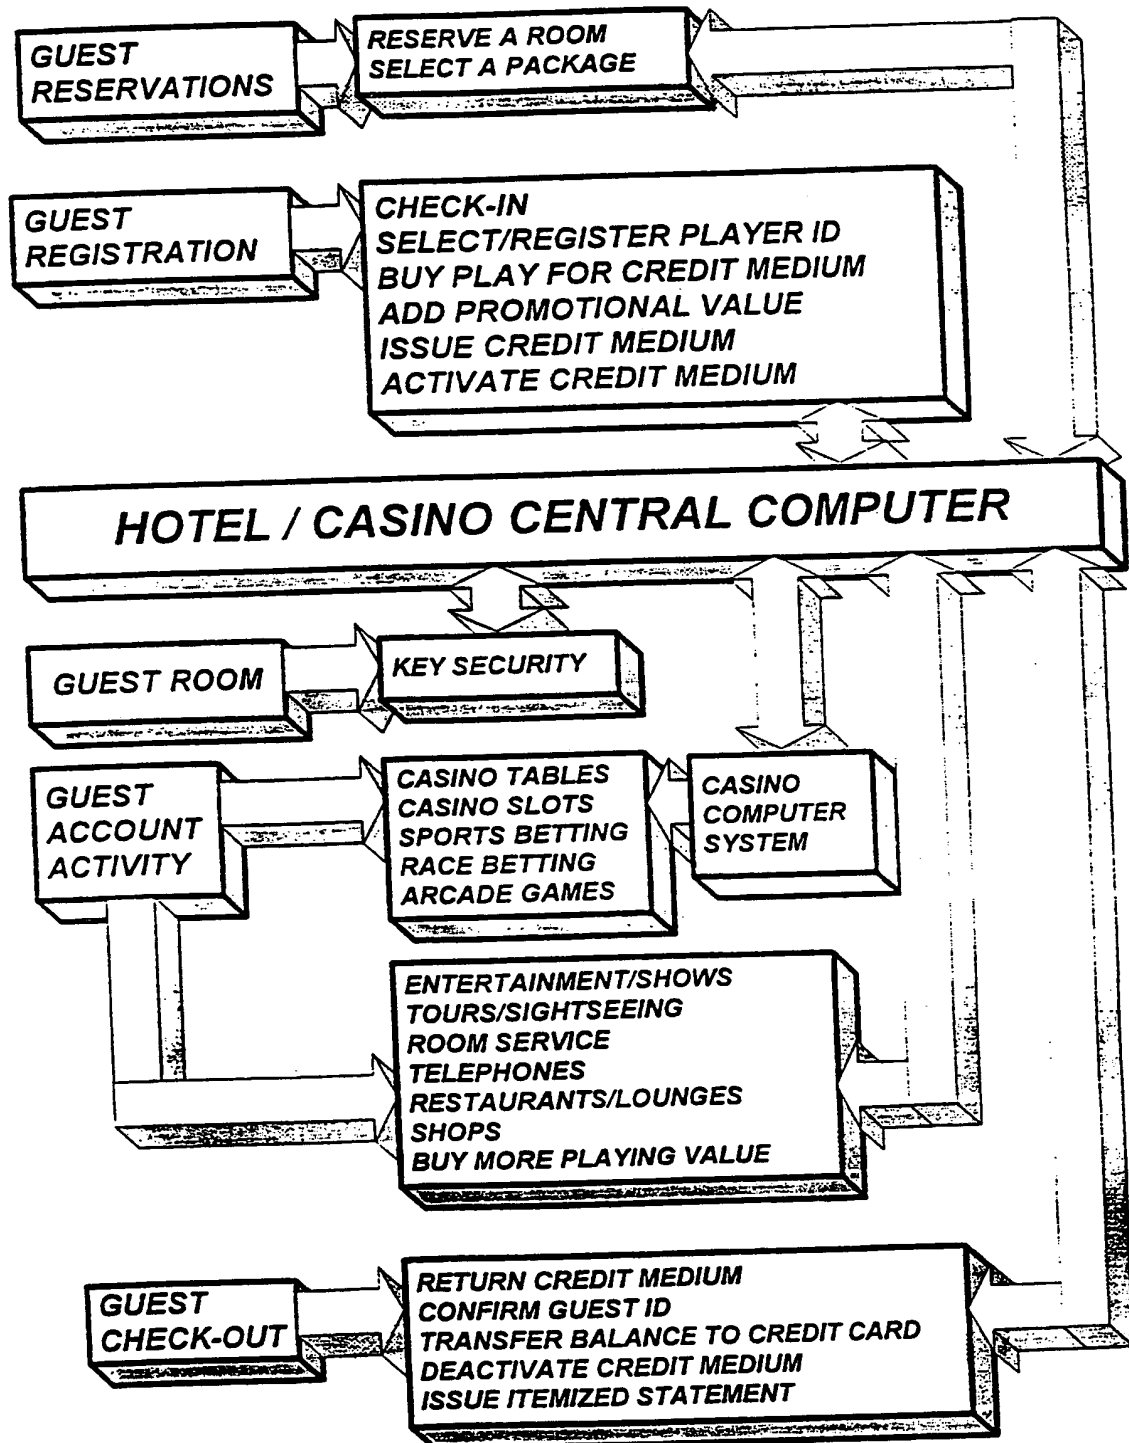 GUEST
RESERVATIONS
RESERVE A ROOM
SELECT A PACKAGE
GUEST
REGISTRATION
CHECK-IN
SELECT/REGISTER PLAYER ID
BUY PLAY FOR CREDIT MEDIUM
ADD PROMOTIONAL VALUE
ISSUE CREDIT MEDIUM
ACTIVATE CREDIT MEDIUM
HOTEL / CASINO CENTRAL COMPUTER
GUEST ROOM
KEY SECURITY
GUEST
ACCOUNT
ACTIVITY
CASINO TABLES
CASINO SLOTS
SPORTS BETTING
RACE BETTING
ARCADE GAMES
CASINO
COMPUTER
SYSTEM
ENTERTAINMENT/SHOWS
TOURS/SIGHTSEEING
ROOM SERVICE
TELEPHONES
RESTAURANTS/LOUNGES
SHOPS
BUY MORE PLAYING VALUE
GUEST
CHECK-OUT
RETURN CREDIT MEDIUM
CONFIRM GUEST ID
TRANSFER BALANCE TO CREDIT CARD
DEACTIVATE CREDIT MEDIUM
ISSUE ITEMIZED STATEMENT